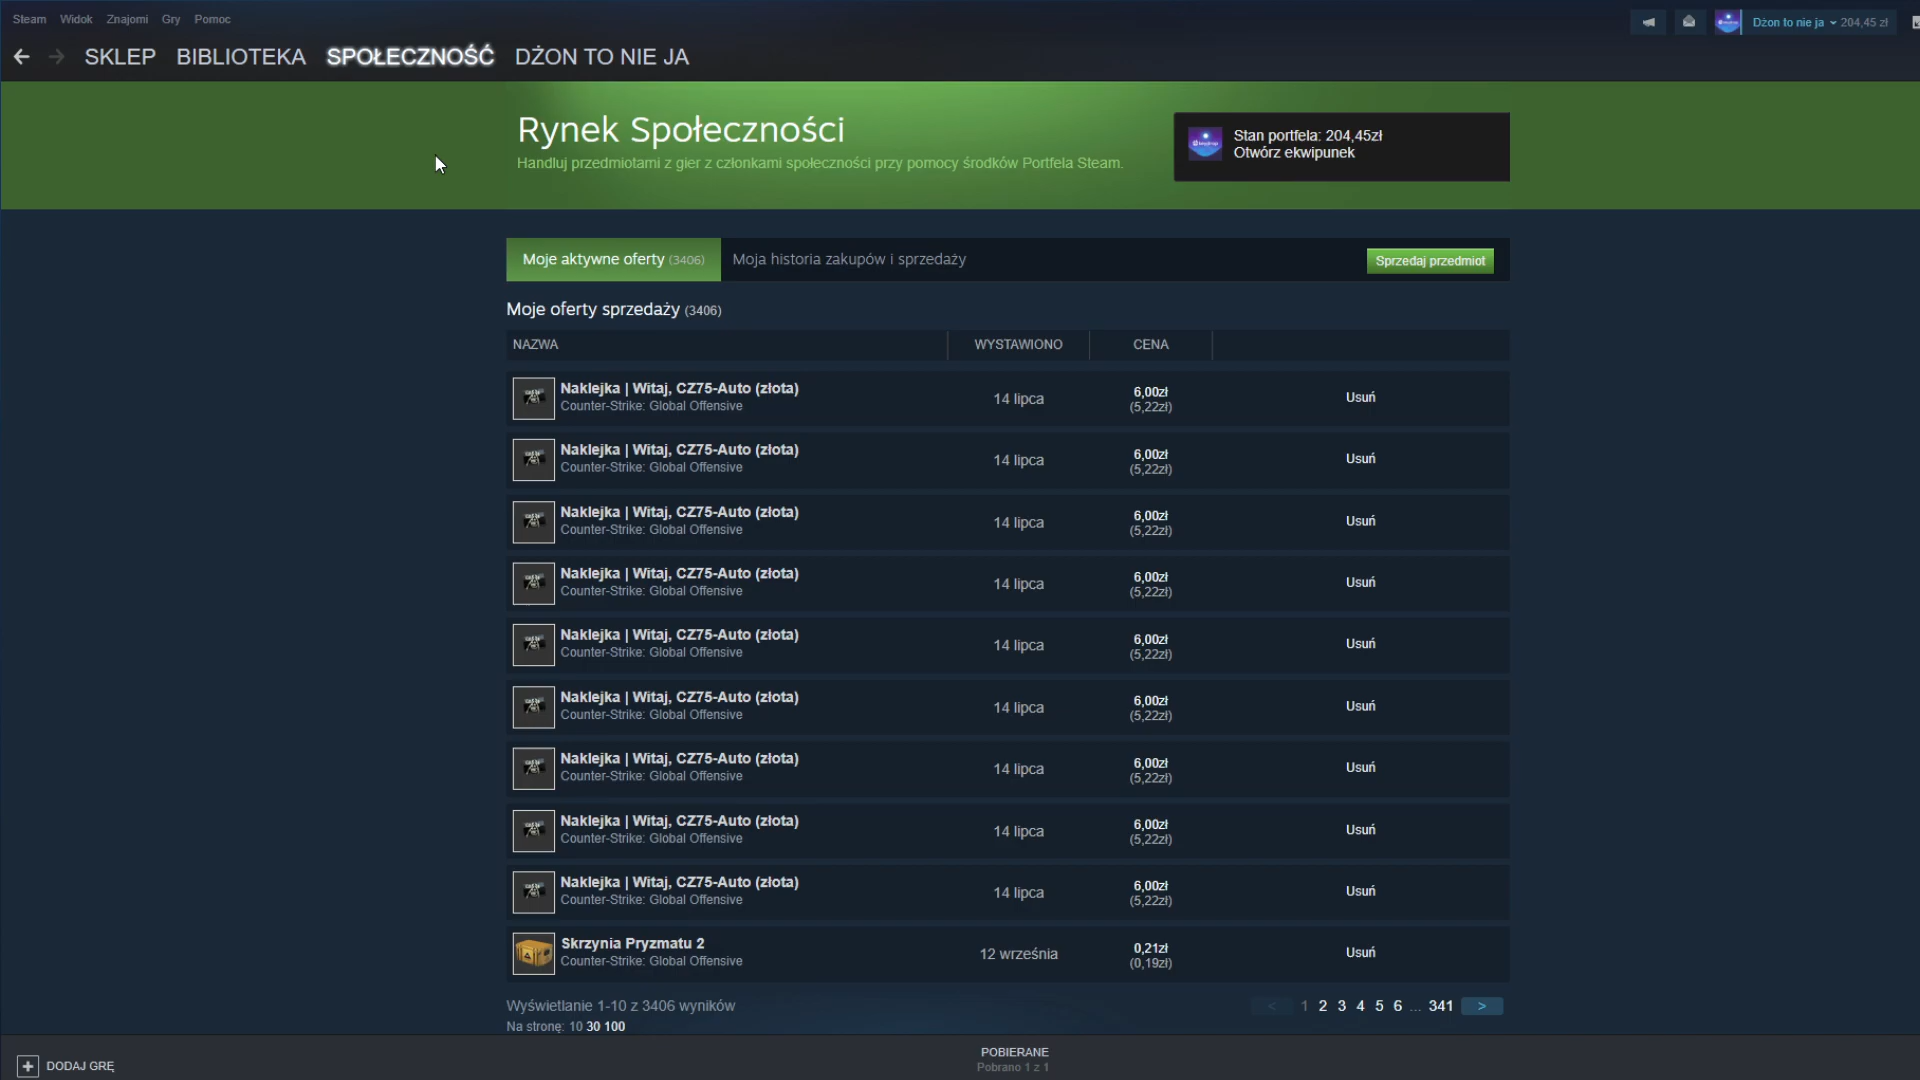 Steam Widok Znajomi Gry Pomoc
Dżon to nie ja 204,45 zł
SKLEP BIBLIOTEKA SPOŁECZNOŚĆ DŻON TO NIE JA
Rynek Społeczności
Handluj przedmiotami z gier z członkami społeczności przy pomocy środków Portfela Steam.
Stan portfela: 204,45zł
Otwórz ekwipunek
Moje aktywne oferty (3406) Moja historia zakupów i sprzedaży Sprzedaj przedmiot
Moje oferty sprzedaży (3406)
NAZWA WYSTAWIONO CENA
Naklejka | Witaj, CZ75-Auto (złota)
Counter-Strike: Global Offensive
14 lipca
6,00zł
(5,22zł)
Usuń
Naklejka | Witaj, CZ75-Auto (złota)
Counter-Strike: Global Offensive
14 lipca
6,00zł
(5,22zł)
Usuń
Naklejka | Witaj, CZ75-Auto (złota)
Counter-Strike: Global Offensive
14 lipca
6,00zł
(5,22zł)
Usuń
Naklejka | Witaj, CZ75-Auto (złota)
Counter-Strike: Global Offensive
14 lipca
6,00zł
(5,22zł)
Usuń
Naklejka | Witaj, CZ75-Auto (złota)
Counter-Strike: Global Offensive
14 lipca
6,00zł
(5,22zł)
Usuń
Naklejka | Witaj, CZ75-Auto (złota)
Counter-Strike: Global Offensive
14 lipca
6,00zł
(5,22zł)
Usuń
Naklejka | Witaj, CZ75-Auto (złota)
Counter-Strike: Global Offensive
14 lipca
6,00zł
(5,22zł)
Usuń
Naklejka | Witaj, CZ75-Auto (złota)
Counter-Strike: Global Offensive
14 lipca
6,00zł
(5,22zł)
Usuń
Naklejka | Witaj, CZ75-Auto (złota)
Counter-Strike: Global Offensive
14 lipca
6,00zł
(5,22zł)
Usuń
Skrzynia Pryzmatu 2
Counter-Strike: Global Offensive
12 września
0,21zł
(0,19zł)
Usuń
Wyświetlanie 1-10 z 3406 wyników < 1 2 3 4 5 6 ... 341 >
Na stronę: 10 30 100
+ DODAJ GRĘ
POBIERANE
Pobrano 1 z 1